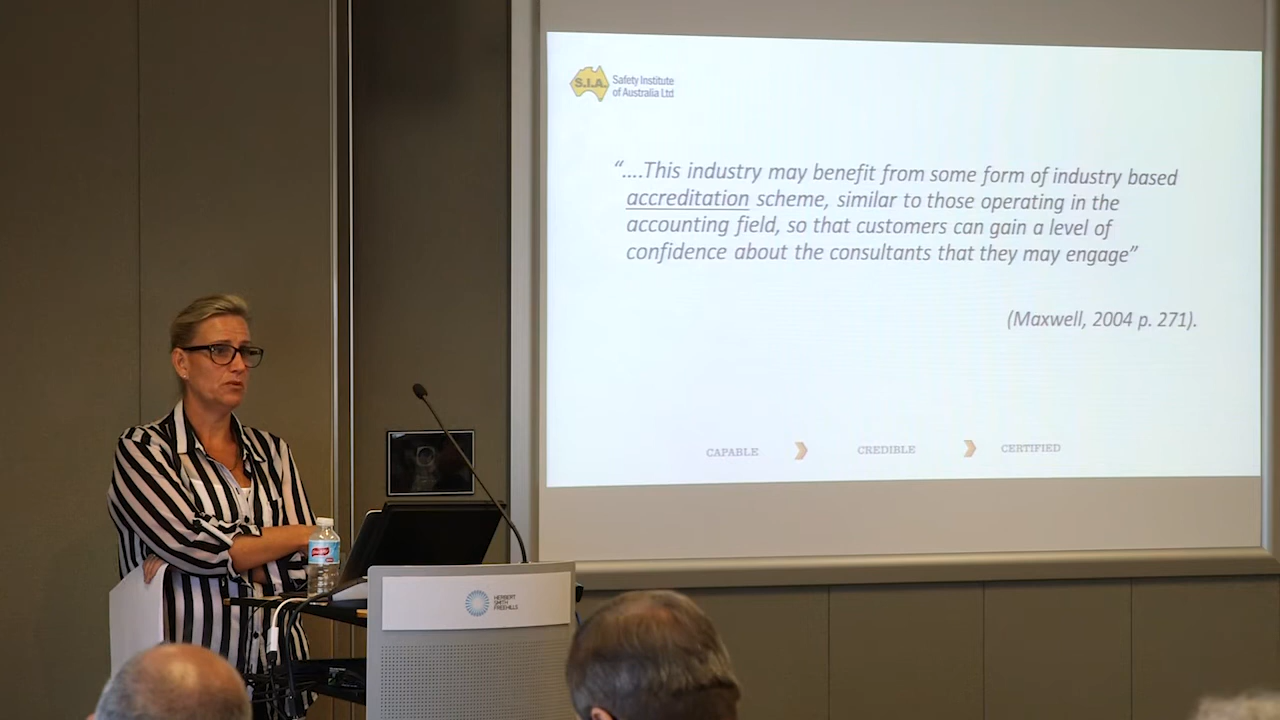 S.I.A.
Safety Institute
of Australia Ltd
“....This industry may benefit from some form of industry based
accreditation scheme, similar to those operating in the
accounting field, so that customers can gain a level of
confidence about the consultants that they may engage”
(Maxwell, 2004 p. 271).
CAPABLE
CREDIBLE
CERTIFIED
HERBERT
SMITH
FREEHILLS